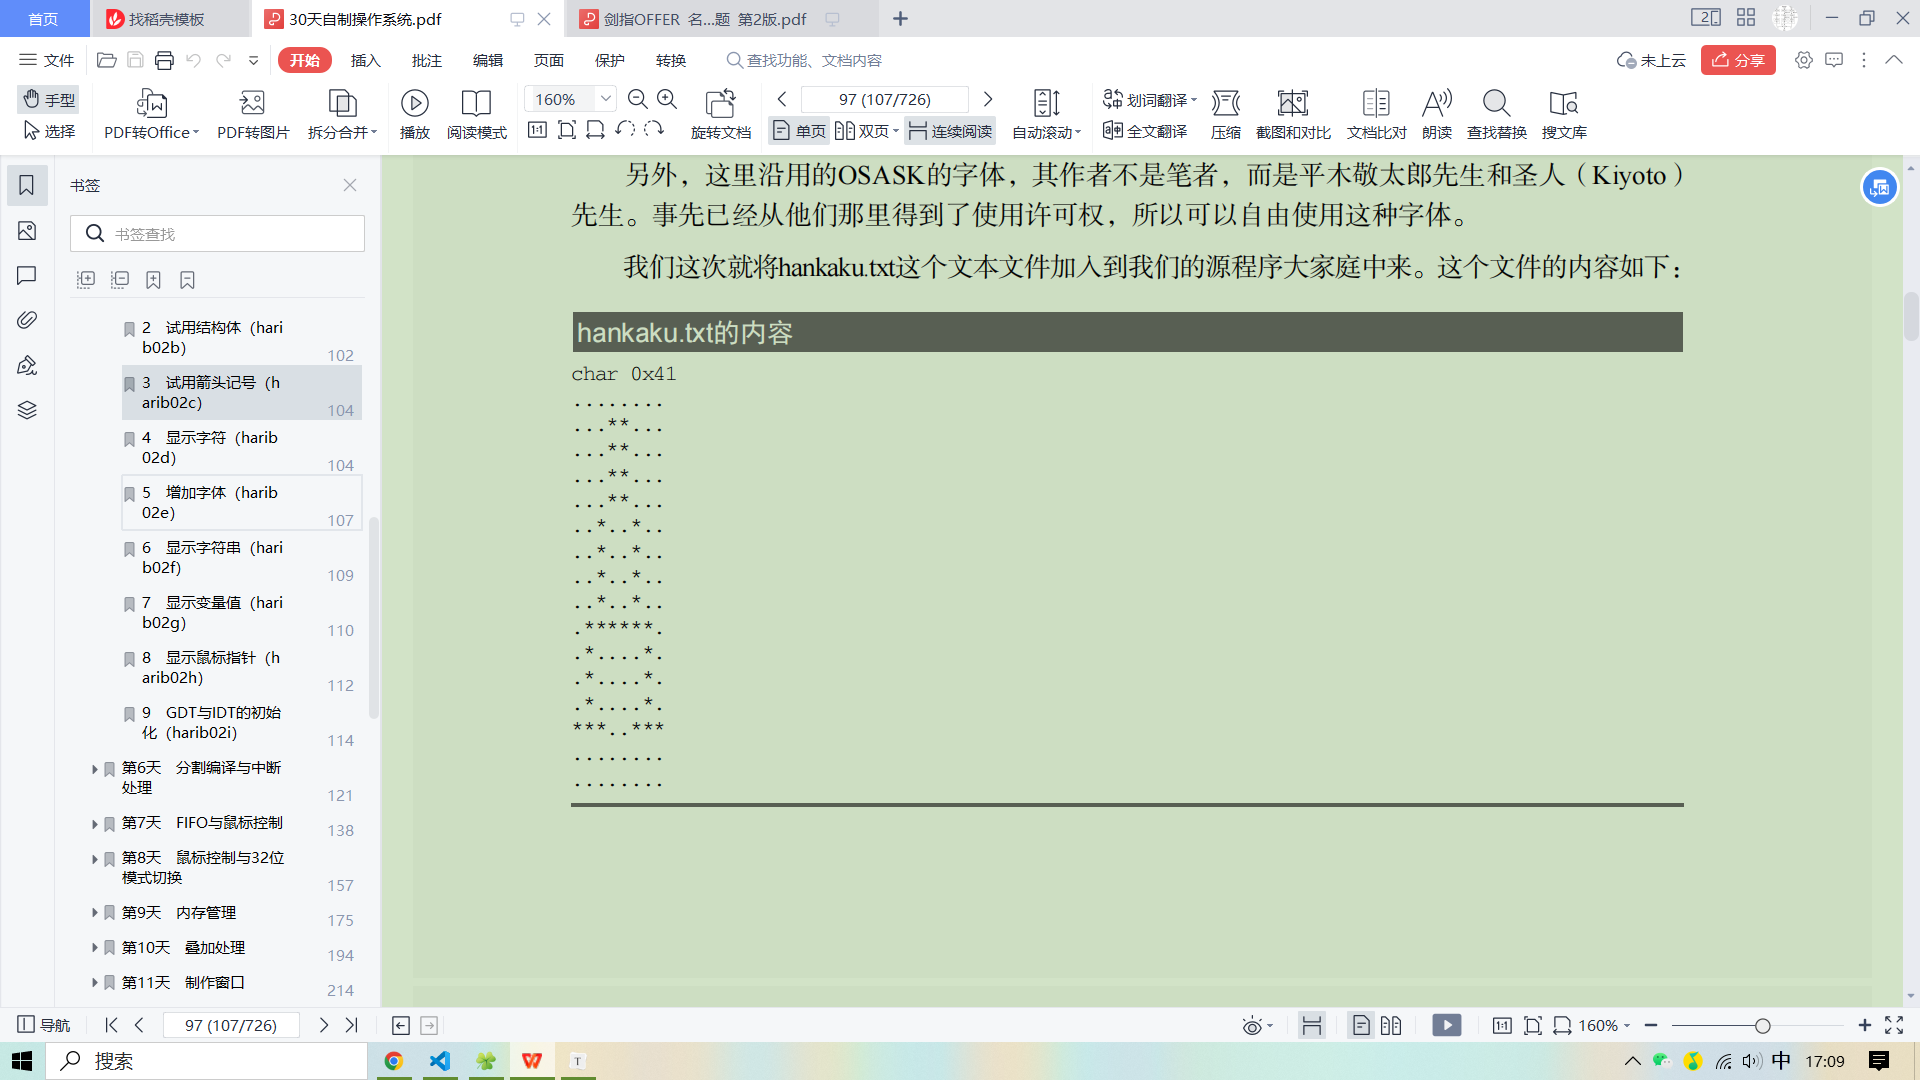 首页
找稻壳模板
30天自制操作系统.pdf
剑指OFFER 名...题 第2版.pdf
文件
开始
插入
批注
编辑
页面
保护
转换
查找功能、文档内容
未上云
分享
手型
选择
PDF转Office
PDF转图片
拆分合并
播放
阅读模式
160%
旋转文档
97 (107/726)
单页
双页
连续阅读
自动滚动
划词翻译
全文翻译
压缩
截图和对比
文档比对
朗读
查找替换
搜文库
书签
书签查找
2 试用结构体（hari
b02b） 102
3 试用箭头记号（h
arib02c） 104
4 显示字符（harib
02d） 104
5 增加字体（harib
02e） 107
6 显示字符串（hari
b02f） 109
7 显示变量值（hari
b02g） 110
8 显示鼠标指针（h
arib02h） 112
9 GDT与IDT的初始
化（harib02i） 114
第6天 分割编译与中断
处理 121
第7天 FIFO与鼠标控制
138
第8天 鼠标控制与32位
模式切换 157
第9天 内存管理
175
第10天 叠加处理
194
第11天 制作窗口
214
另外，这里沿用的OSASK的字体，其作者不是笔者，而是平木敬太郎先生和圣人（Kiyoto）
先生。事先已经从他们那里得到了使用许可权，所以可以自由使用这种字体。
我们这次就将hankaku.txt这个文本文件加入到我们的源程序大家庭中来。这个文件的内容如下：
hankaku.txt的内容
char 0x41
........
...**...
...**...
...**...
...**...
..*..*..
..*..*..
..*..*..
..*..*..
.******.
.*....*.
.*....*.
.*....*.
***..***
........
........
导航
97 (107/726)
160%
搜索
中
17:09